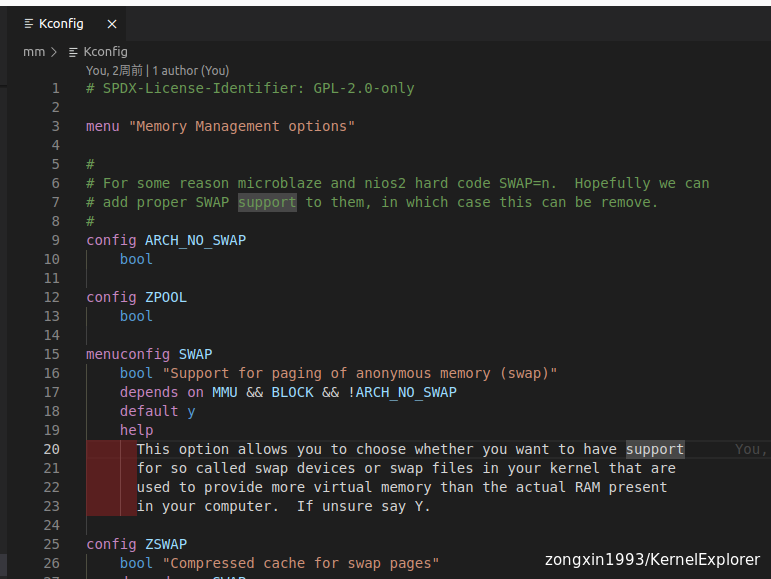 Kconfig
mm > Kconfig
You, 2周前 | 1 author (You)
1 # SPDX-License-Identifier: GPL-2.0-only
2
3 menu "Memory Management options"
4
5 #
6 # For some reason microblaze and nios2 hard code SWAP=n.  Hopefully we can
7 # add proper SWAP support to them, in which case this can be remove.
8 #
9 config ARCH_NO_SWAP
10 bool
11
12 config ZPOOL
13 bool
14
15 menuconfig SWAP
16 bool "Support for paging of anonymous memory (swap)"
17 depends on MMU && BLOCK && !ARCH_NO_SWAP
18 default y
19 help
20 This option allows you to choose whether you want to have support You,
21 for so called swap devices or swap files in your kernel that are
22 used to provide more virtual memory than the actual RAM present
23 in your computer.  If unsure say Y.
24
25 config ZSWAP
26 bool "Compressed cache for swap pages"
zongxin1993/KernelExplorer